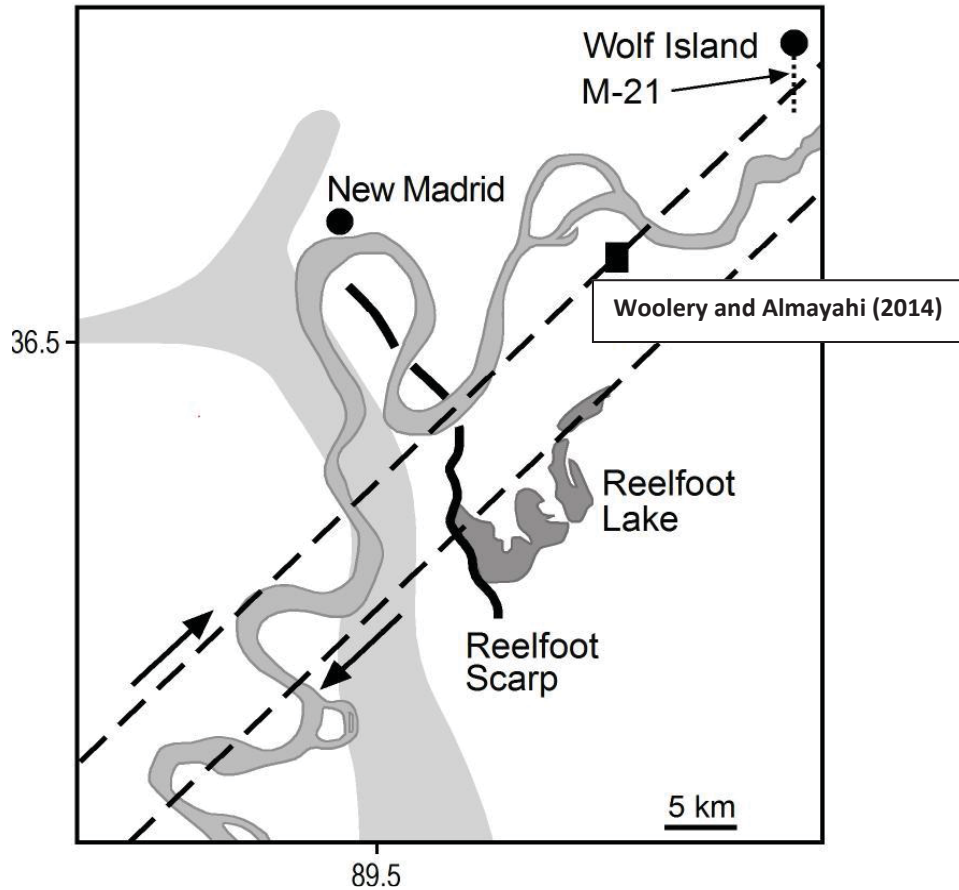 Wolf Island
M-21
New Madrid
Woolery and Almayahi (2014)
36.5
Reelfoot
Lake
Reelfoot
Scarp
5 km
89.5